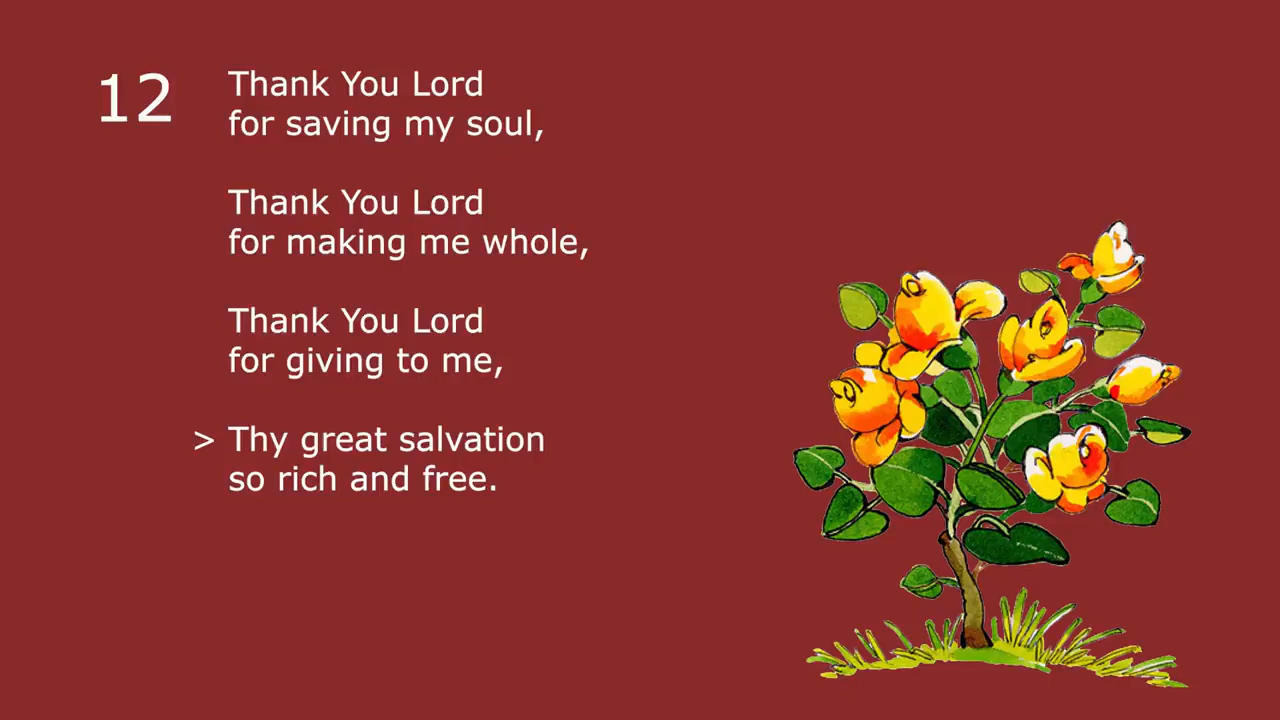 12
Thank You Lord
for saving my soul,
Thank You Lord
for making me whole,
Thank You Lord
for giving to me,
> Thy great salvation
so rich and free.